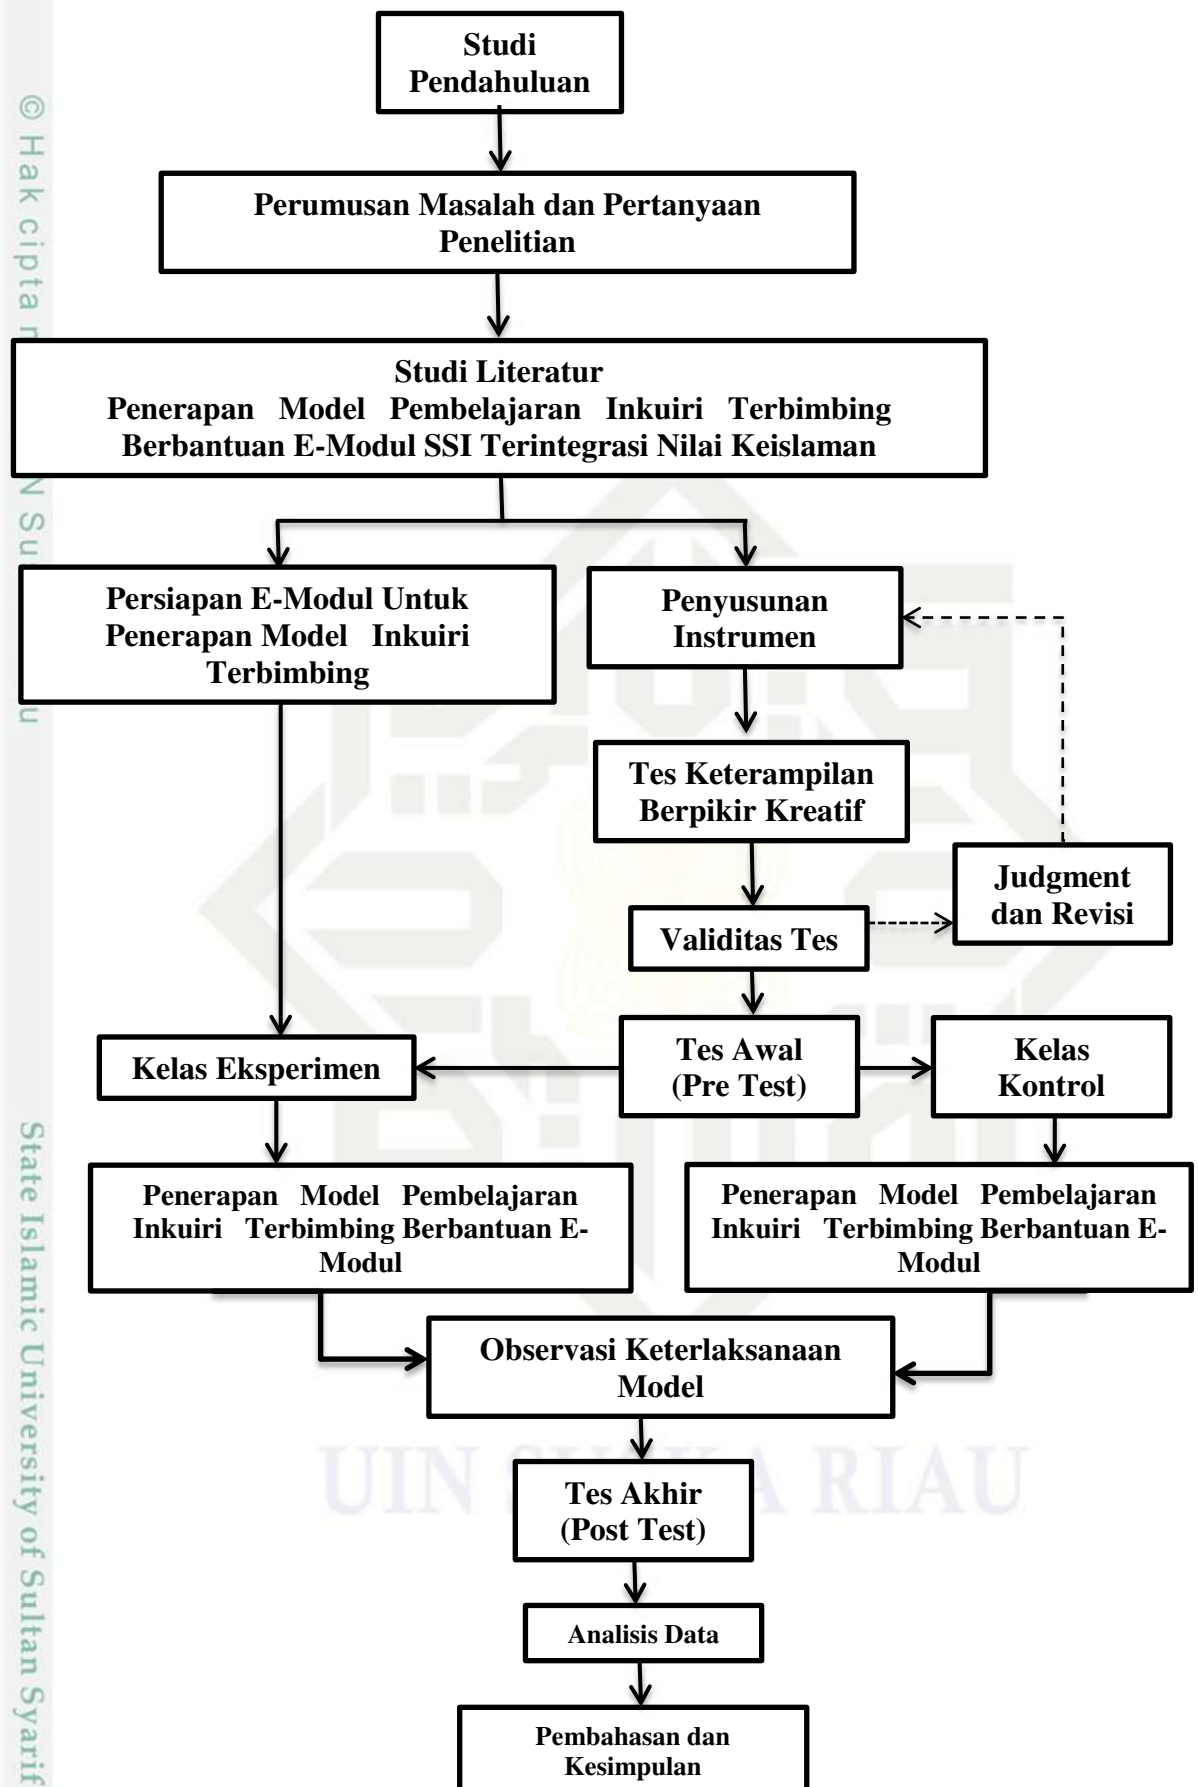 Studi
Pendahuluan
Perumusan Masalah dan Pertanyaan
Penelitian
Studi Literatur
Penerapan Model Pembelajaran Inkuiri Terbimbing
Berbantuan E-Modul SSI Terintegrasi Nilai Keislaman
Persiapan E-Modul Untuk
Penerapan Model Inkuiri
Terbimbing
Penyusunan
Instrumen
Tes Keterampilan
Berpikir Kreatif
Judgment
dan Revisi
Validitas Tes
Kelas Eksperimen
Tes Awal
(Pre Test)
Kelas
Kontrol
Penerapan Model Pembelajaran
Inkuiri Terbimbing Berbantuan E-
Modul
Penerapan Model Pembelajaran
Inkuiri Terbimbing Berbantuan E-
Modul
Observasi Keterlaksanaan
Model
Tes Akhir
(Post Test)
Analisis Data
Pembahasan dan
Kesimpulan
© Hak cipta
State Islamic University of Sultan Syarif
UIN RIAU